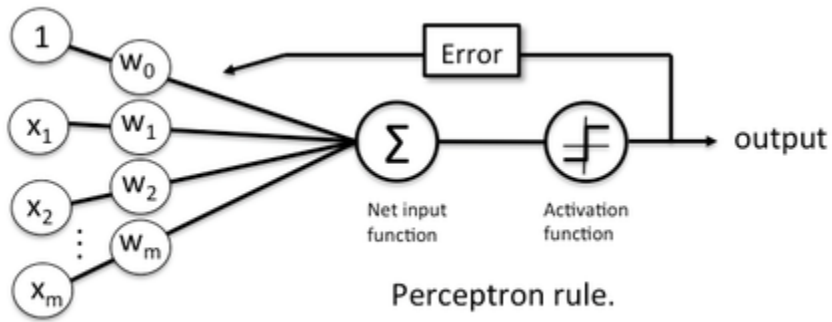 1
w₀
Error
x₁
w₁
Σ
output
x₂
w₂
⋮
Net input
function
Activation
function
xₘ
wₘ
Perceptron rule.